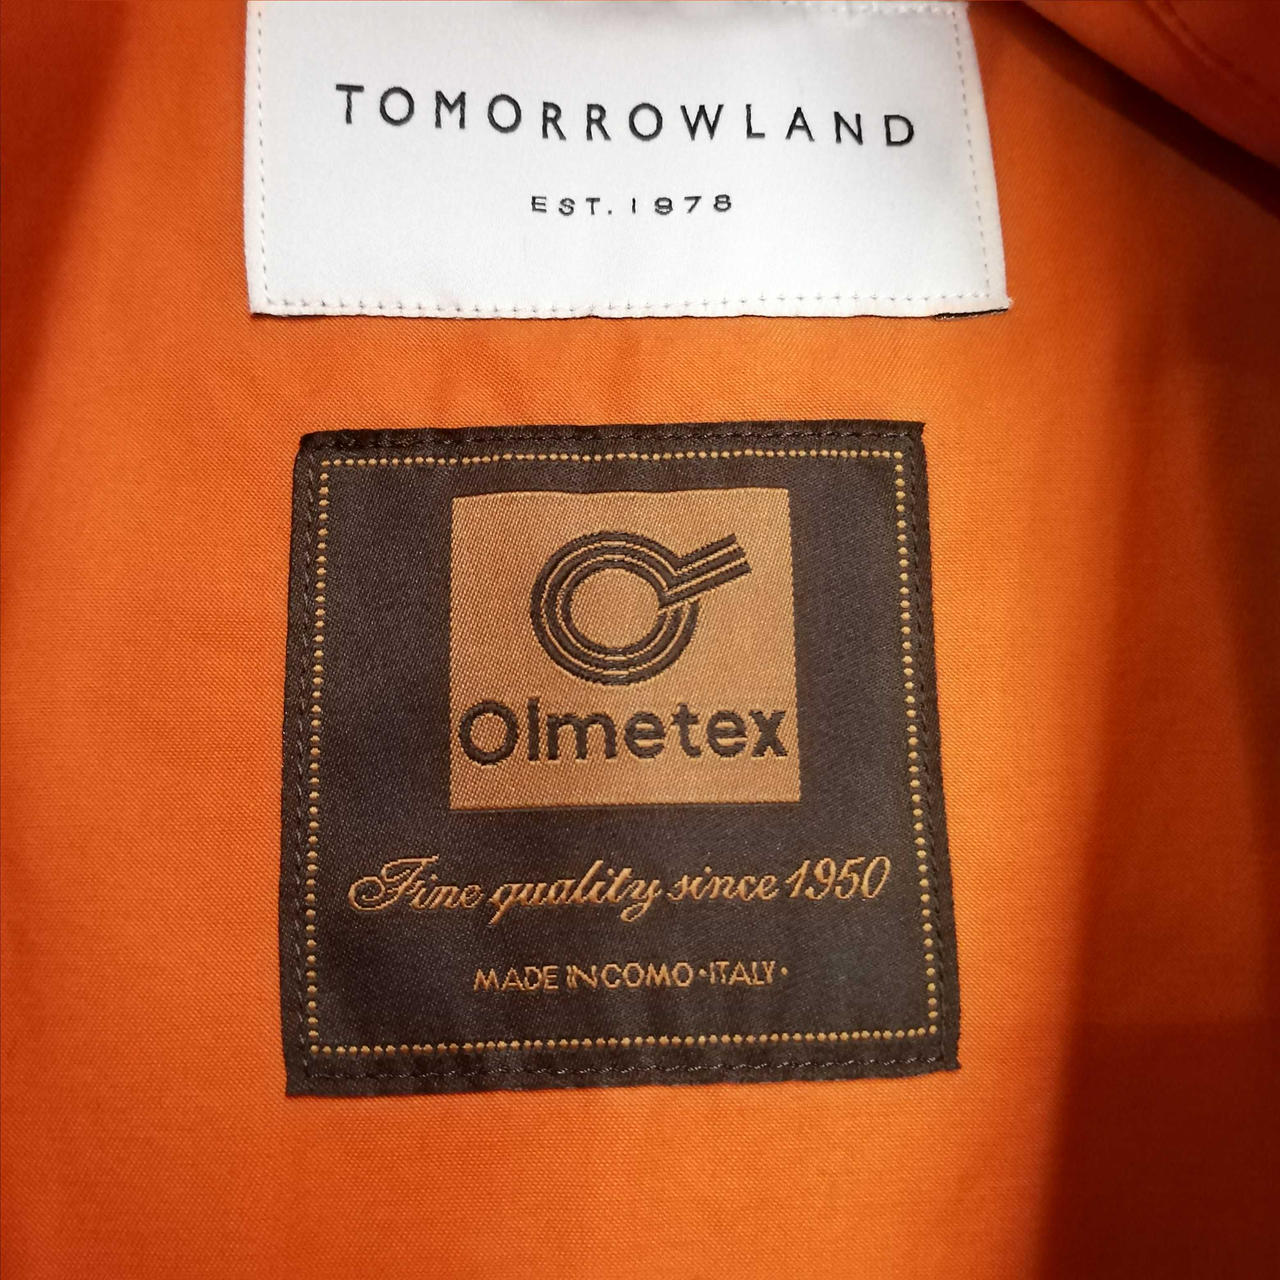 TOMORROWLAND
EST. 1978
Olmetex
Fine quality since 1950
MADE IN COMO·ITALY·